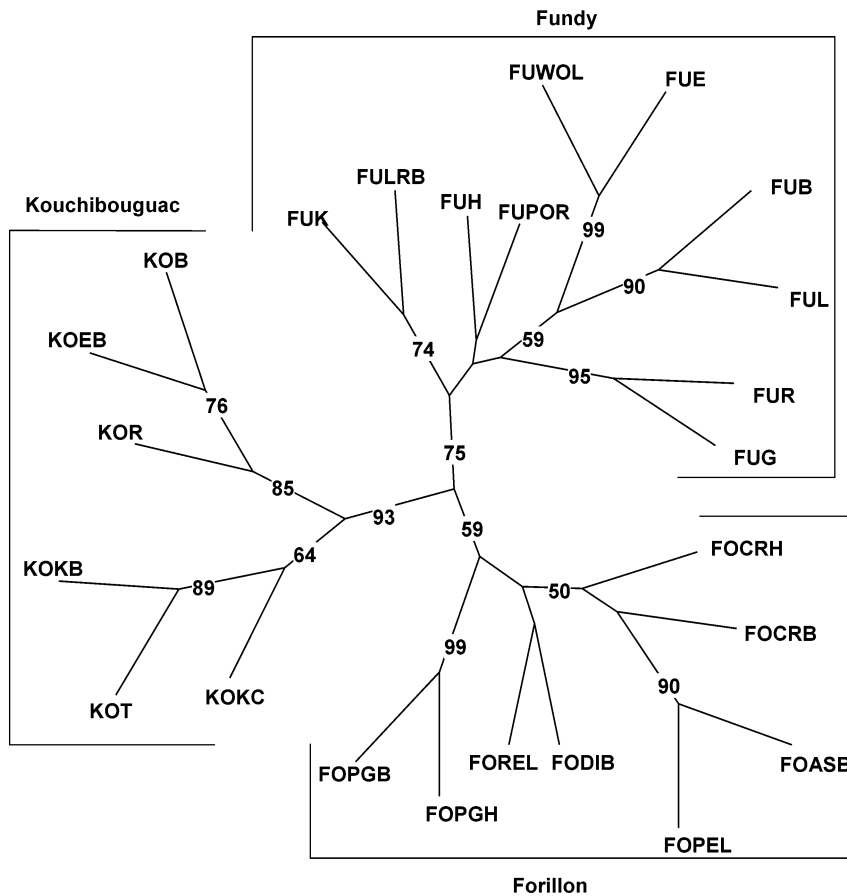 Fundy
FUWOL
FUE
FULRB
FUB
Kouchibouguac
FUH
FUPOR
FUK
99
KOB
90
FUL
KOEB
74
59
95
FUR
76
KOR
75
FUG
85
93
59
64
FOCRH
KOKB
89
50
FOCRB
99
90
KOT
KOKC
FOPGB
FOREL
FODIB
FOASB
FOPGH
FOPEL
Forillon